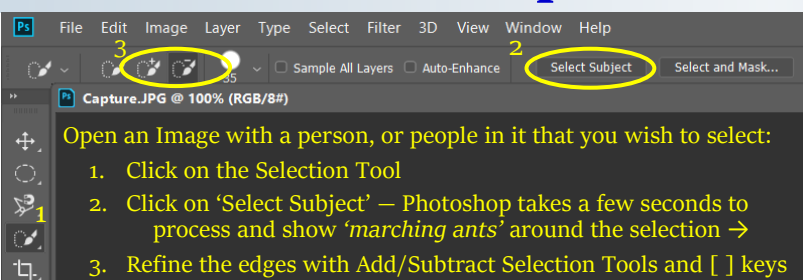 Ps File Edit Image Layer Type Select Filter 3D View Window Help
3 2
35 Sample All Layers Auto-Enhance Select Subject Select and Mask...
Ps Capture.JPG @ 100% (RGB/8#)
Open an Image with a person, or people in it that you wish to select:
1. Click on the Selection Tool
2. Click on ‘Select Subject’ – Photoshop takes a few seconds to
process and show ‘marching ants’ around the selection →
1
3. Refine the edges with Add/Subtract Selection Tools and [ ] keys